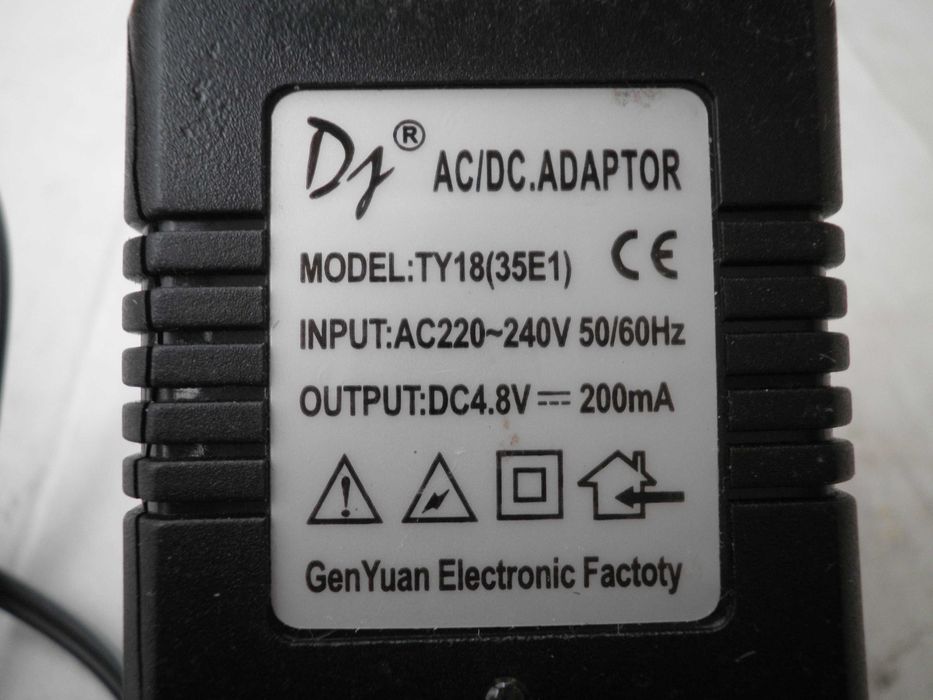 Dy® AC/DC.ADAPTOR
MODEL:TY18(35E1) CE
INPUT:AC220~240V 50/60Hz
OUTPUT:DC4.8V ⎓ 200mA
GenYuan Electronic Factoty